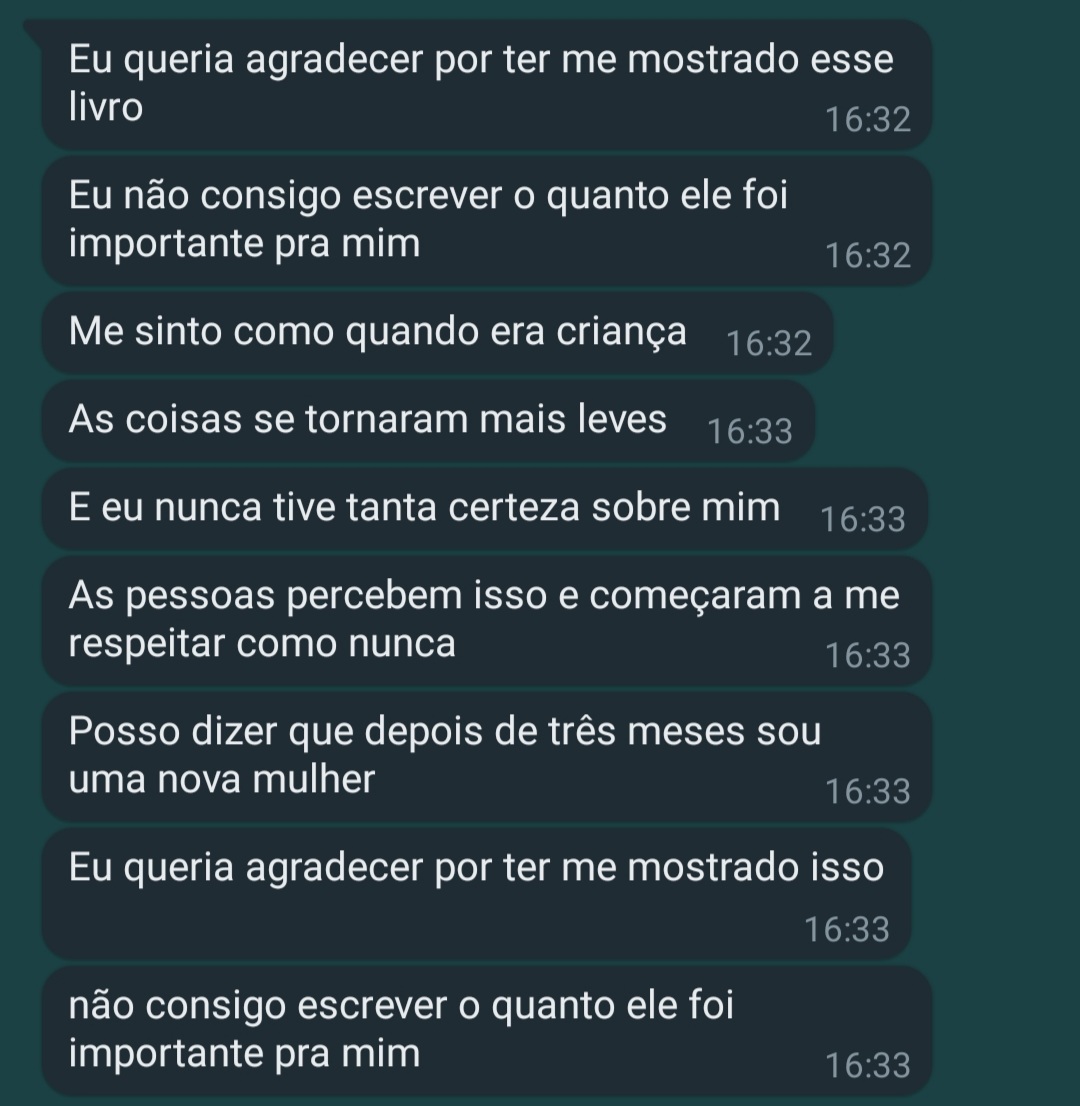 Eu queria agradecer por ter me mostrado esse
livro
16:32
Eu não consigo escrever o quanto ele foi
importante pra mim
16:32
Me sinto como quando era criança 16:32
As coisas se tornaram mais leves 16:33
E eu nunca tive tanta certeza sobre mim 16:33
As pessoas percebem isso e começaram a me
respeitar como nunca
16:33
Posso dizer que depois de três meses sou
uma nova mulher
16:33
Eu queria agradecer por ter me mostrado isso
16:33
não consigo escrever o quanto ele foi
importante pra mim
16:33